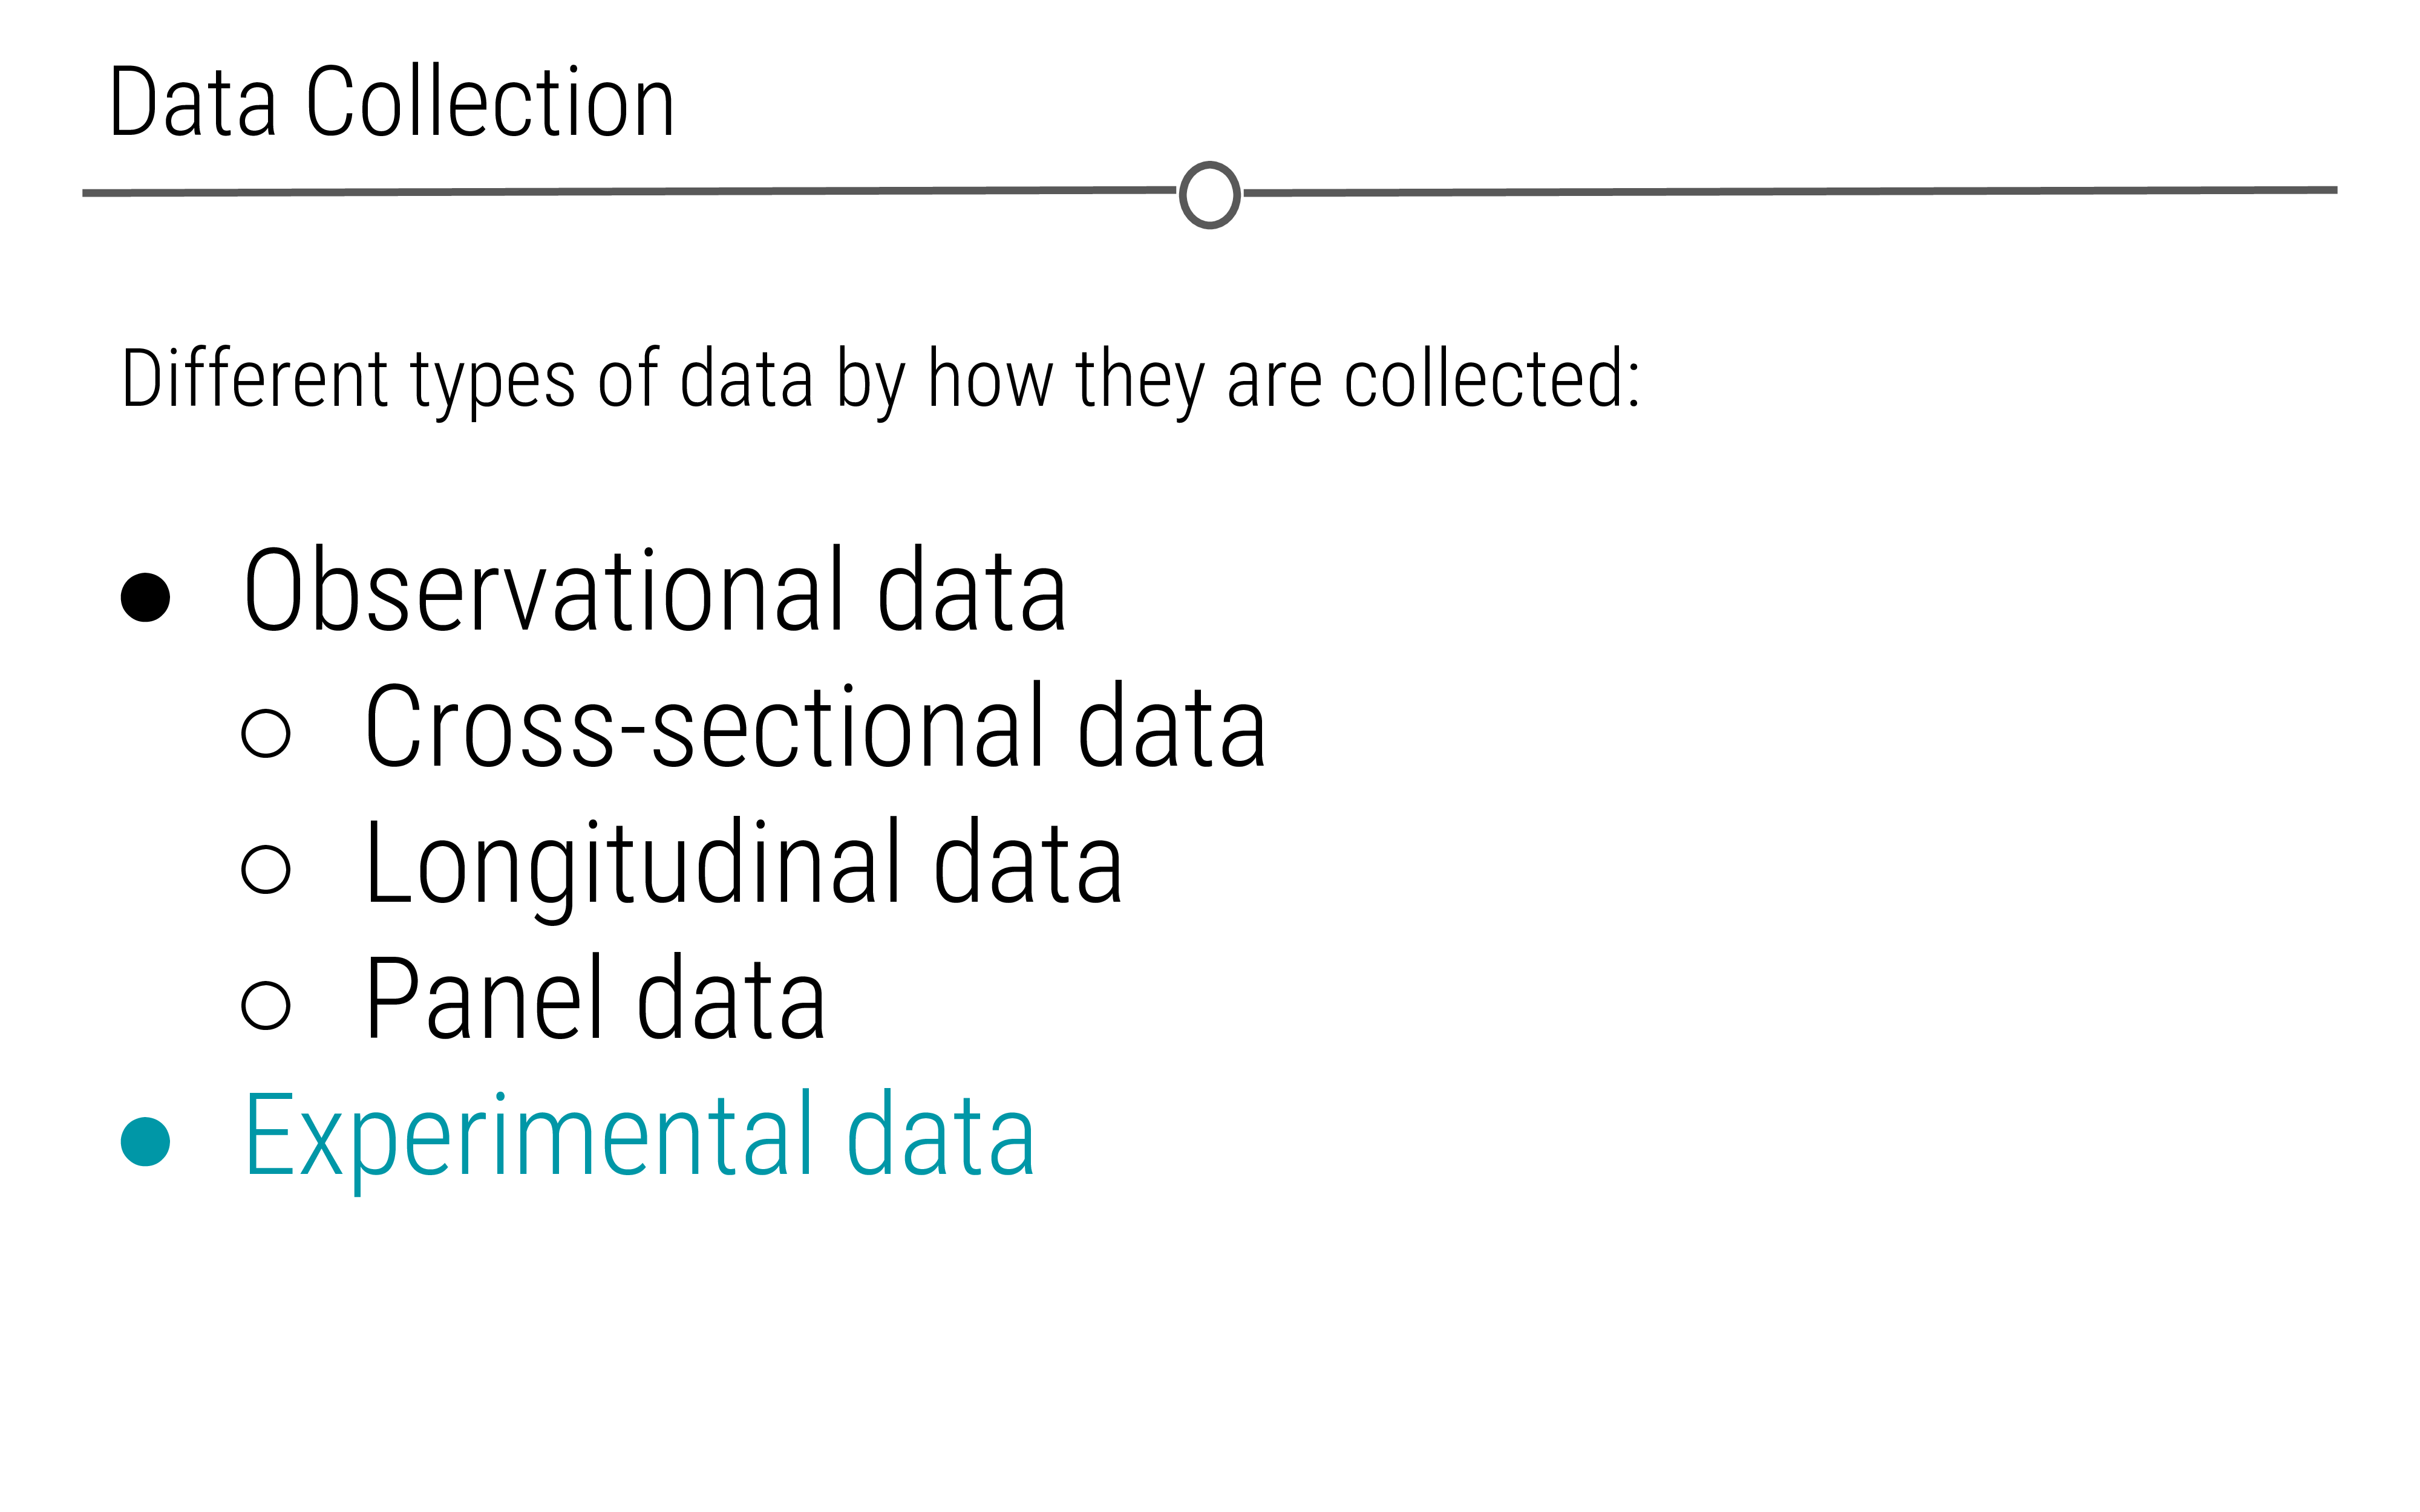 Data Collection
Different types of data by how they are collected:
● Observational data
○ Cross-sectional data
○ Longitudinal data
○ Panel data
● Experimental data